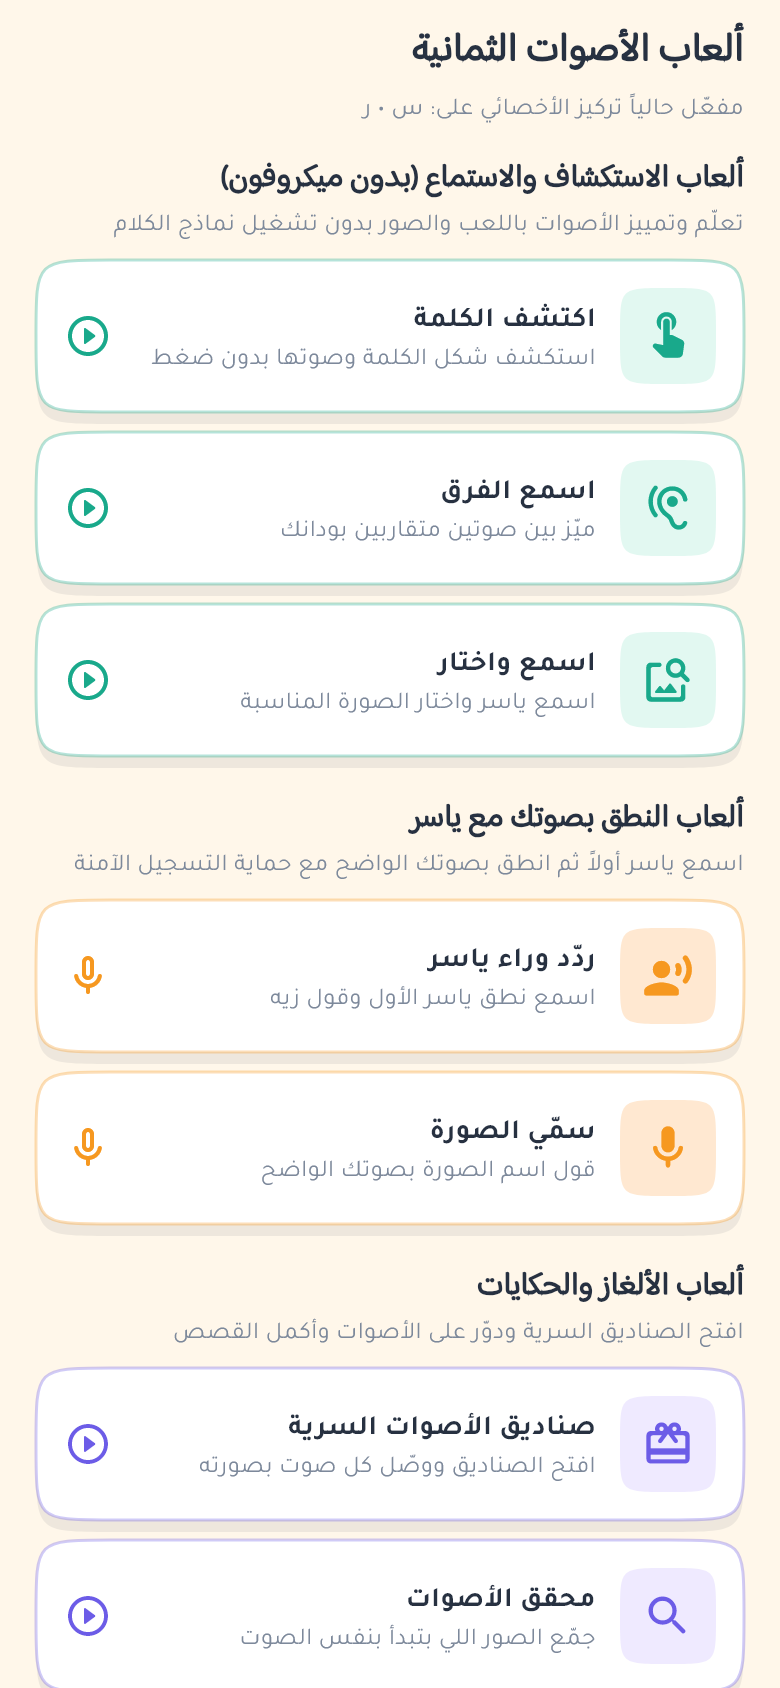 ألعاب الأصوات الثمانية
مفعّل حالياً تركيز الأخصائي على: س • ر
ألعاب الاستكشاف والاستماع (بدون ميكروفون)
تعلّم وتمييز الأصوات باللعب والصور بدون تشغيل نماذج الكلام
اكتشف الكلمة
استكشف شكل الكلمة وصوتها بدون ضغط
اسمع الفرق
ميّز بين صوتين متقاربين بودانك
اسمع واختار
اسمع ياسر واختار الصورة المناسبة
ألعاب النطق بصوتك مع ياسر
اسمع ياسر أولاً ثم انطق بصوتك الواضح مع حماية التسجيل الآمنة
ردّد وراء ياسر
اسمع نطق ياسر الأول وقول زيه
سمّي الصورة
قول اسم الصورة بصوتك الواضح
ألعاب الألغاز والحكايات
افتح الصناديق السرية ودوّر على الأصوات وأكمل القصص
صناديق الأصوات السرية
افتح الصناديق ووصّل كل صوت بصورته
محقق الأصوات
جمّع الصور اللي بتبدأ بنفس الصوت